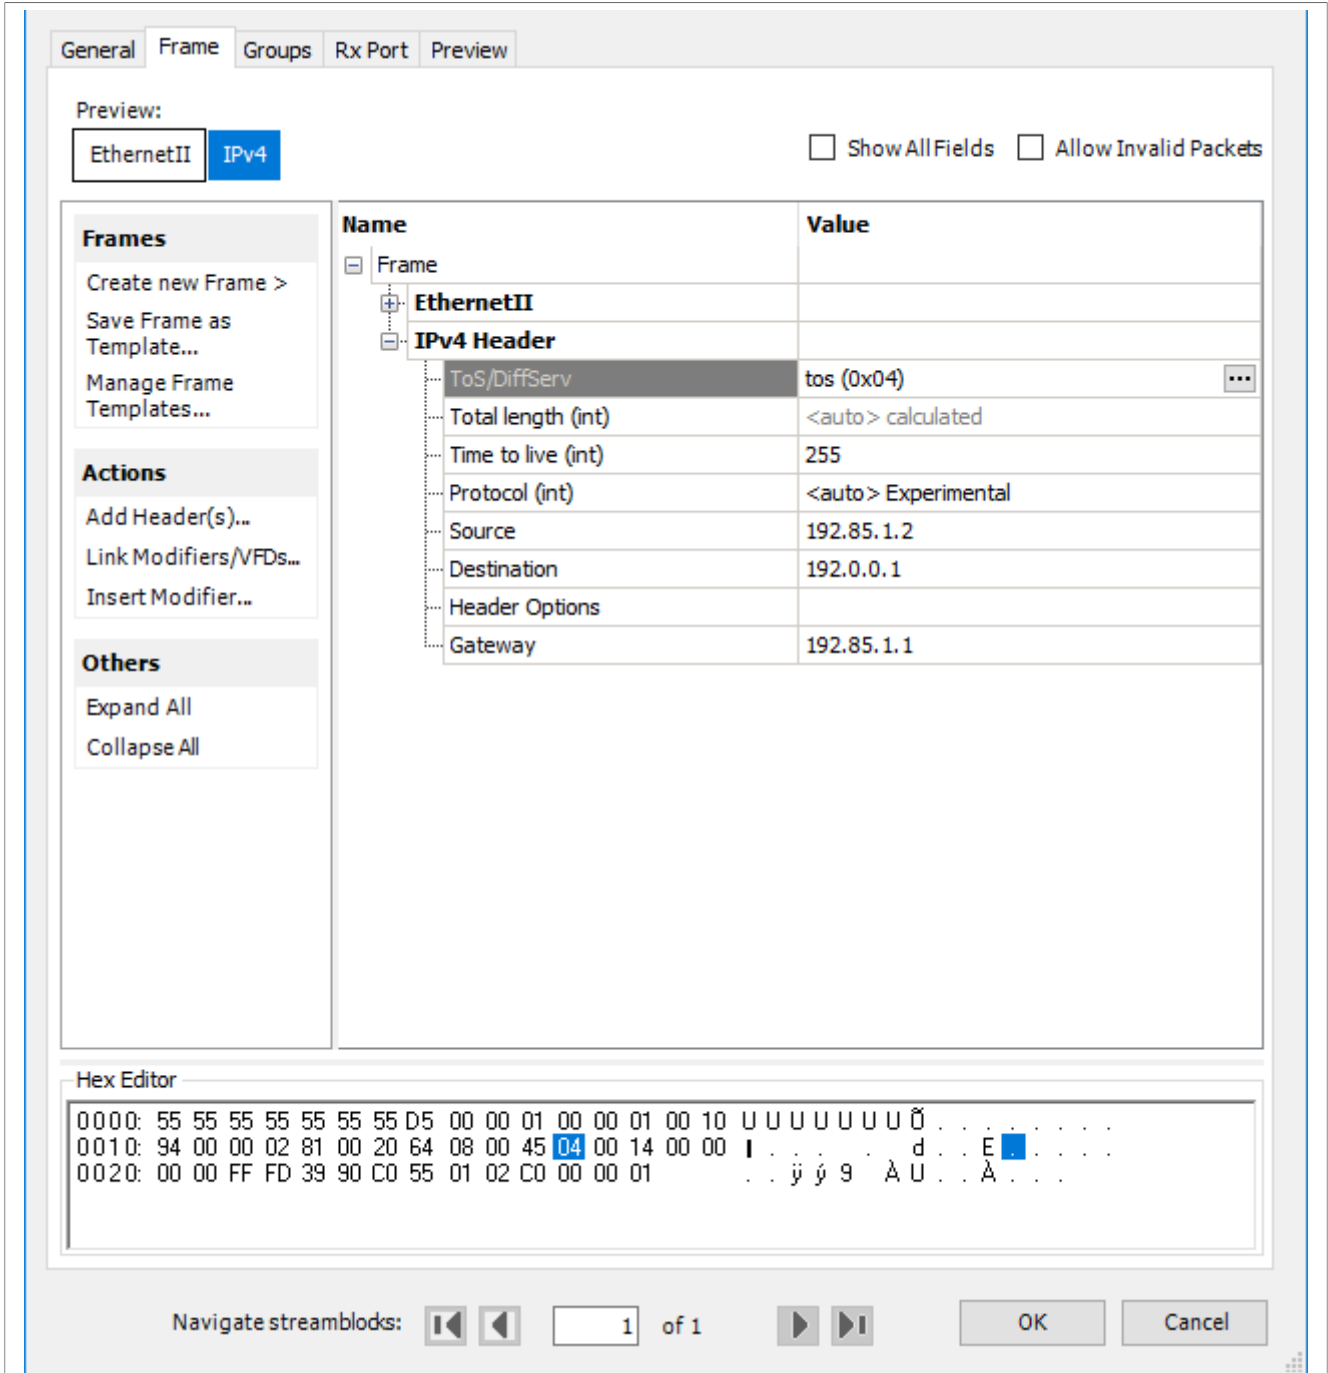 General Frame Groups Rx Port Preview
Preview:
EthernetII IPv4
Show All Fields Allow Invalid Packets
Frames
Create new Frame >
Save Frame as
Template...
Manage Frame
Templates...
Actions
Add Header(s)...
Link Modifiers/VFDs...
Insert Modifier...
Others
Expand All
Collapse All
Name Value
Frame
EthernetII
IPv4 Header
ToS/DiffServ tos (0x04) ...
Total length (int) <auto> calculated
Time to live (int) 255
Protocol (int) <auto> Experimental
Source 192.85.1.2
Destination 192.0.0.1
Header Options
Gateway 192.85.1.1
Hex Editor
0000: 55 55 55 55 55 55 55 D5 00 00 01 00 00 01 00 10 U U U U U U U Õ . . . . . . . .
0010: 94 00 00 02 81 00 20 64 08 00 45 04 00 14 00 00 . . . . . d . . E . . . . .
0020: 00 00 FF FD 39 90 C0 55 01 02 C0 00 00 01 . . ÿ ý 9 À U . . À . . .
Navigate streamblocks: 1 of 1 OK Cancel